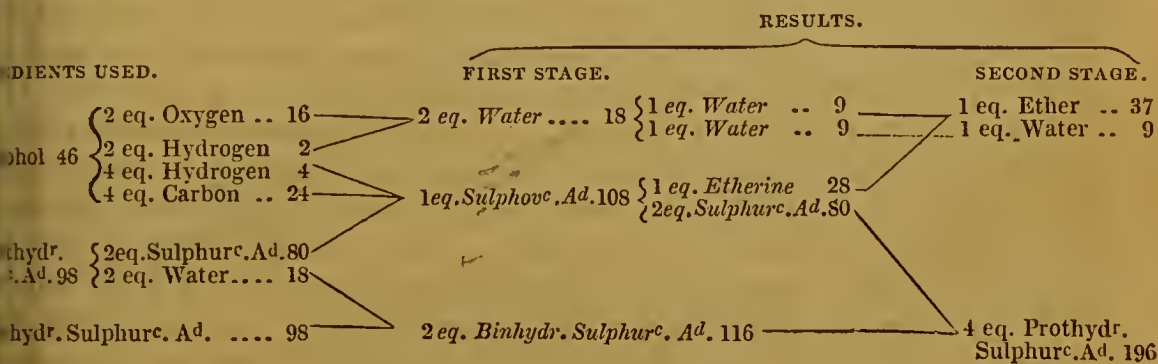 RESULTS.
DIENTS USED. FIRST STAGE. SECOND STAGE.
2 eq. Oxygen .. 16 2 eq. Water .... 18 1 eq. Water .. 9 1 eq. Ether .. 37
1 eq. Water .. 9 1 eq. Water .. 9
ohol 46 2 eq. Hydrogen 2
4 eq. Hydrogen 4
4 eq. Carbon .. 24 1eq.Sulphovc.Ad.108 1 eq. Etherine 28
2eq.Sulphurc.Ad.80
thydr. 2eq.Sulphurc.Ad.80
c.Ad.98 2 eq. Water.... 18
hydr. Sulphurc. Ad. .... 98 2 eq. Binhydr. Sulphurc. Ad. 116 4 eq. Prothydr.
Sulphurc.Ad. 196